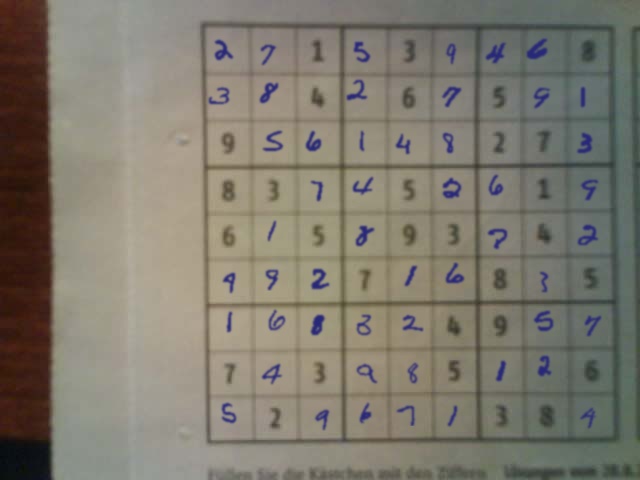 2 7 1 5 3 9 4 6 8
3 8 4 2 6 7 5 9 1
9 5 6 1 4 8 2 7 3
8 3 7 4 5 2 6 1 9
6 1 5 8 9 3 7 4 2
4 9 2 7 1 6 8 3 5
1 6 8 3 2 4 9 5 7
7 4 3 9 8 5 1 2 6
5 2 9 6 7 1 3 8 4
Füllen Sie die Kästchen mit den Ziffern Lösungen vom